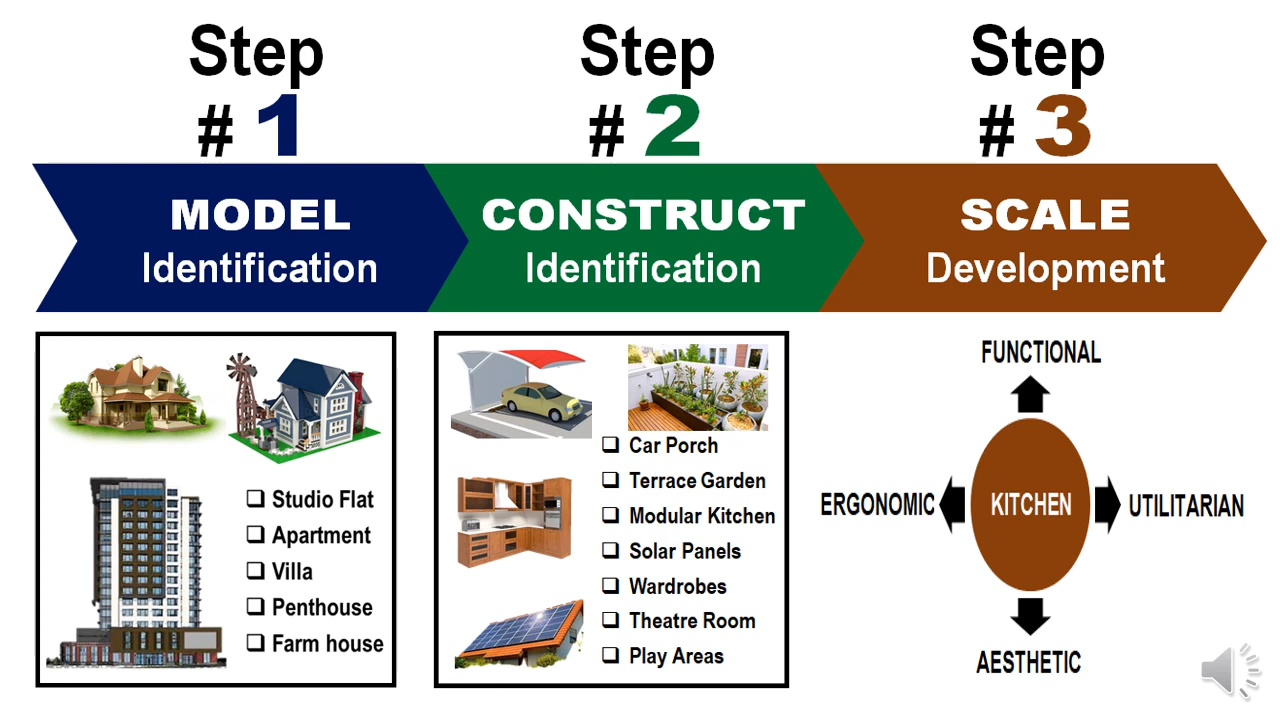 Step
# 1
MODEL
Identification
Studio Flat
Apartment
Villa
Penthouse
Farm house
Step
# 2
CONSTRUCT
Identification
Car Porch
Terrace Garden
Modular Kitchen
Solar Panels
Wardrobes
Theatre Room
Play Areas
Step
# 3
SCALE
Development
FUNCTIONAL
ERGONOMIC
KITCHEN
UTILITARIAN
AESTHETIC